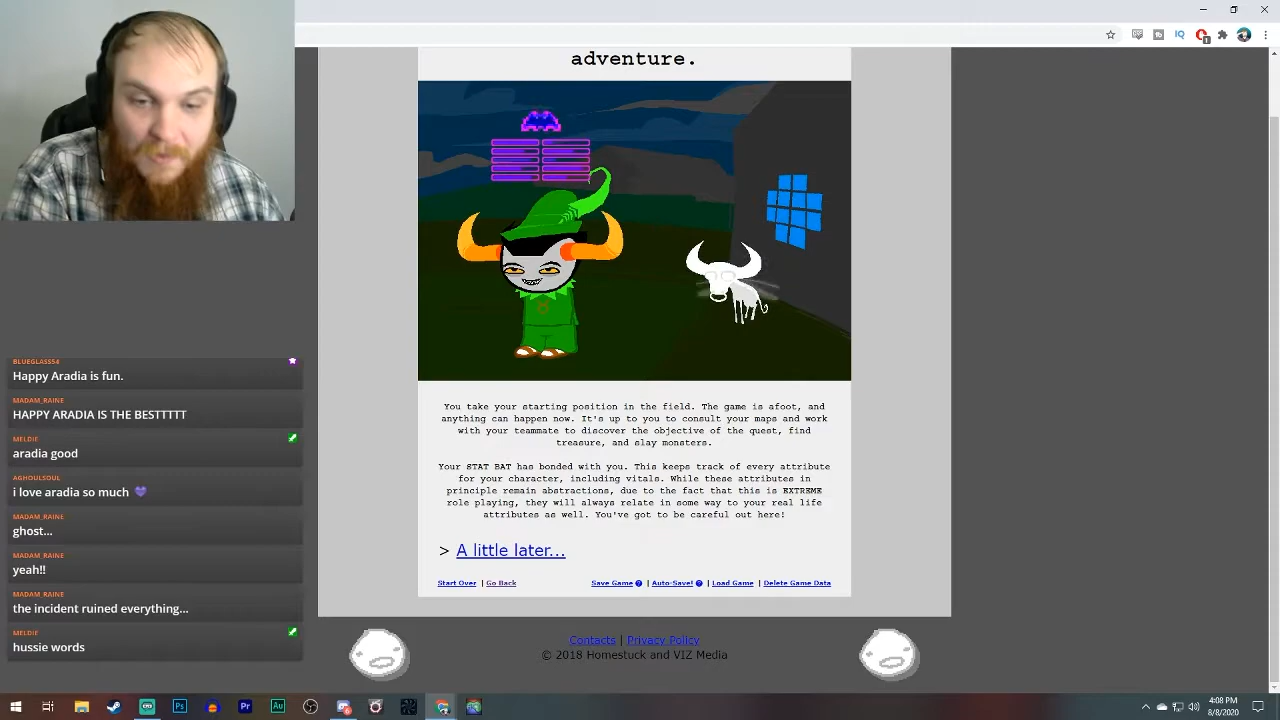 adventure.
You take your starting position in the field. The game is afoot, and
anything can happen now. It's up to you to consult your maps and work
with your teammate to discover the objective of the quest, find
treasure, and slay monsters.
Your STAT BAT has bonded with you. This keeps track of every attribute
for your character, including vitals. While these attributes in
principle remain abstractions, due to the fact that this is EXTREME
role playing, they will always relate in some way to your real life
attributes as well. You've got to be careful out here!
> A little later...
Start Over | Go Back
Save Game ? | Auto-Save! ? | Load Game | Delete Game Data
Contacts | Privacy Policy
© 2018 Homestuck and VIZ Media
BLUEGLASS54
Happy Aradia is fun.
MADAM_RAINE
HAPPY ARADIA IS THE BESTTTTT
MELDIE
aradia good
AGHOULSOUL
i love aradia so much 💜
MADAM_RAINE
ghost...
MADAM_RAINE
yeah!!
MADAM_RAINE
the incident ruined everything...
MELDIE
hussie words
IQ
1
Ps
Pr
Au
4:08 PM
8/8/2020